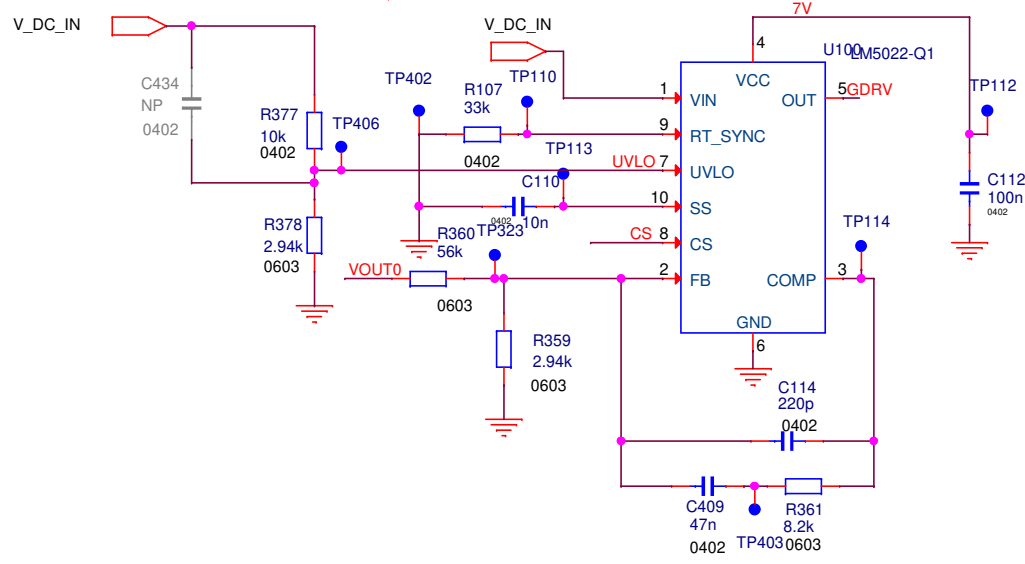 V_DC_IN
C434
NP
0402
R377
10k
0402
TP406
R378
2.94k
0603
V_DC_IN
TP402
R107
33k
0402
TP110
TP113
C110
10n
0402
UVLO
CS
R360
56k
0603
TP323
VOUT0
R359
2.94k
0603
7V
U100
LM5022-Q1
4
VCC
1
VIN
OUT
5
GDRV
9
RT_SYNC
7
UVLO
10
SS
8
CS
2
FB
COMP
3
GND
6
TP112
C112
100n
0402
TP114
C114
220p
0402
C409
47n
0402
TP403
R361
8.2k
0603